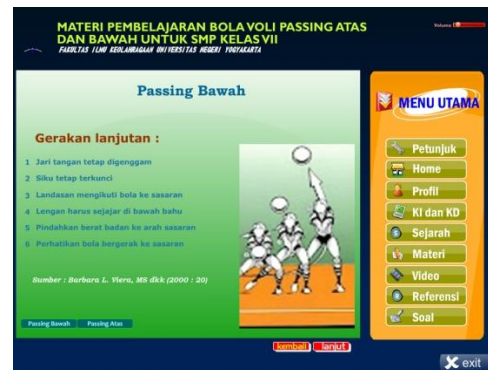 MATERI PEMBELAJARAN BOLA VOLI PASSING ATAS
DAN BAWAH UNTUK SMP KELAS VII
FAKULTAS ILMU KEOLAHRAGAAN UNIVERSITAS NEGERI YOGYAKARTA
Volume
Passing Bawah
Gerakan lanjutan :
1 Jari tangan tetap digenggam
2 Siku tetap terkunci
3 Landasan mengikuti bola ke sasaran
4 Lengan harus sejajar di bawah bahu
5 Pindahkan berat badan ke arah sasaran
6 Perhatikan bola bergerak ke sasaran
Sumber : Barbara L. Viera, MS dkk (2000 : 20)
Passing Bawah Passing Atas
kembali lanjut
MENU UTAMA
Petunjuk
Home
Profil
KI dan KD
Sejarah
Materi
Video
Referensi
Soal
exit